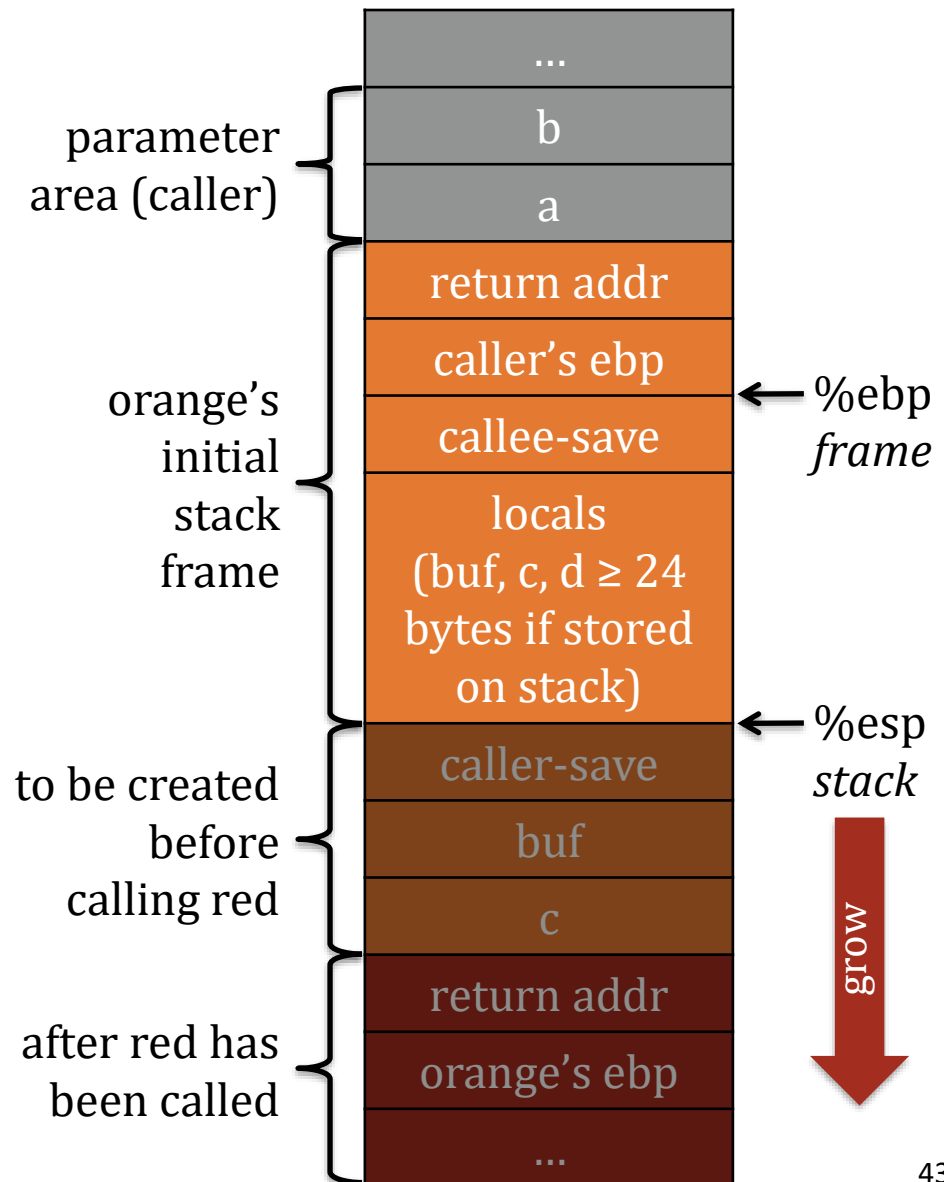 ...
b
parameter
area (caller)
a
return addr
caller's ebp
%ebp
frame
orange's
initial
stack
frame
callee-save
locals
(buf, c, d ≥ 24
bytes if stored
on stack)
%esp
stack
caller-save
to be created
before
calling red
buf
c
grow
return addr
after red has
been called
orange's ebp
...
43